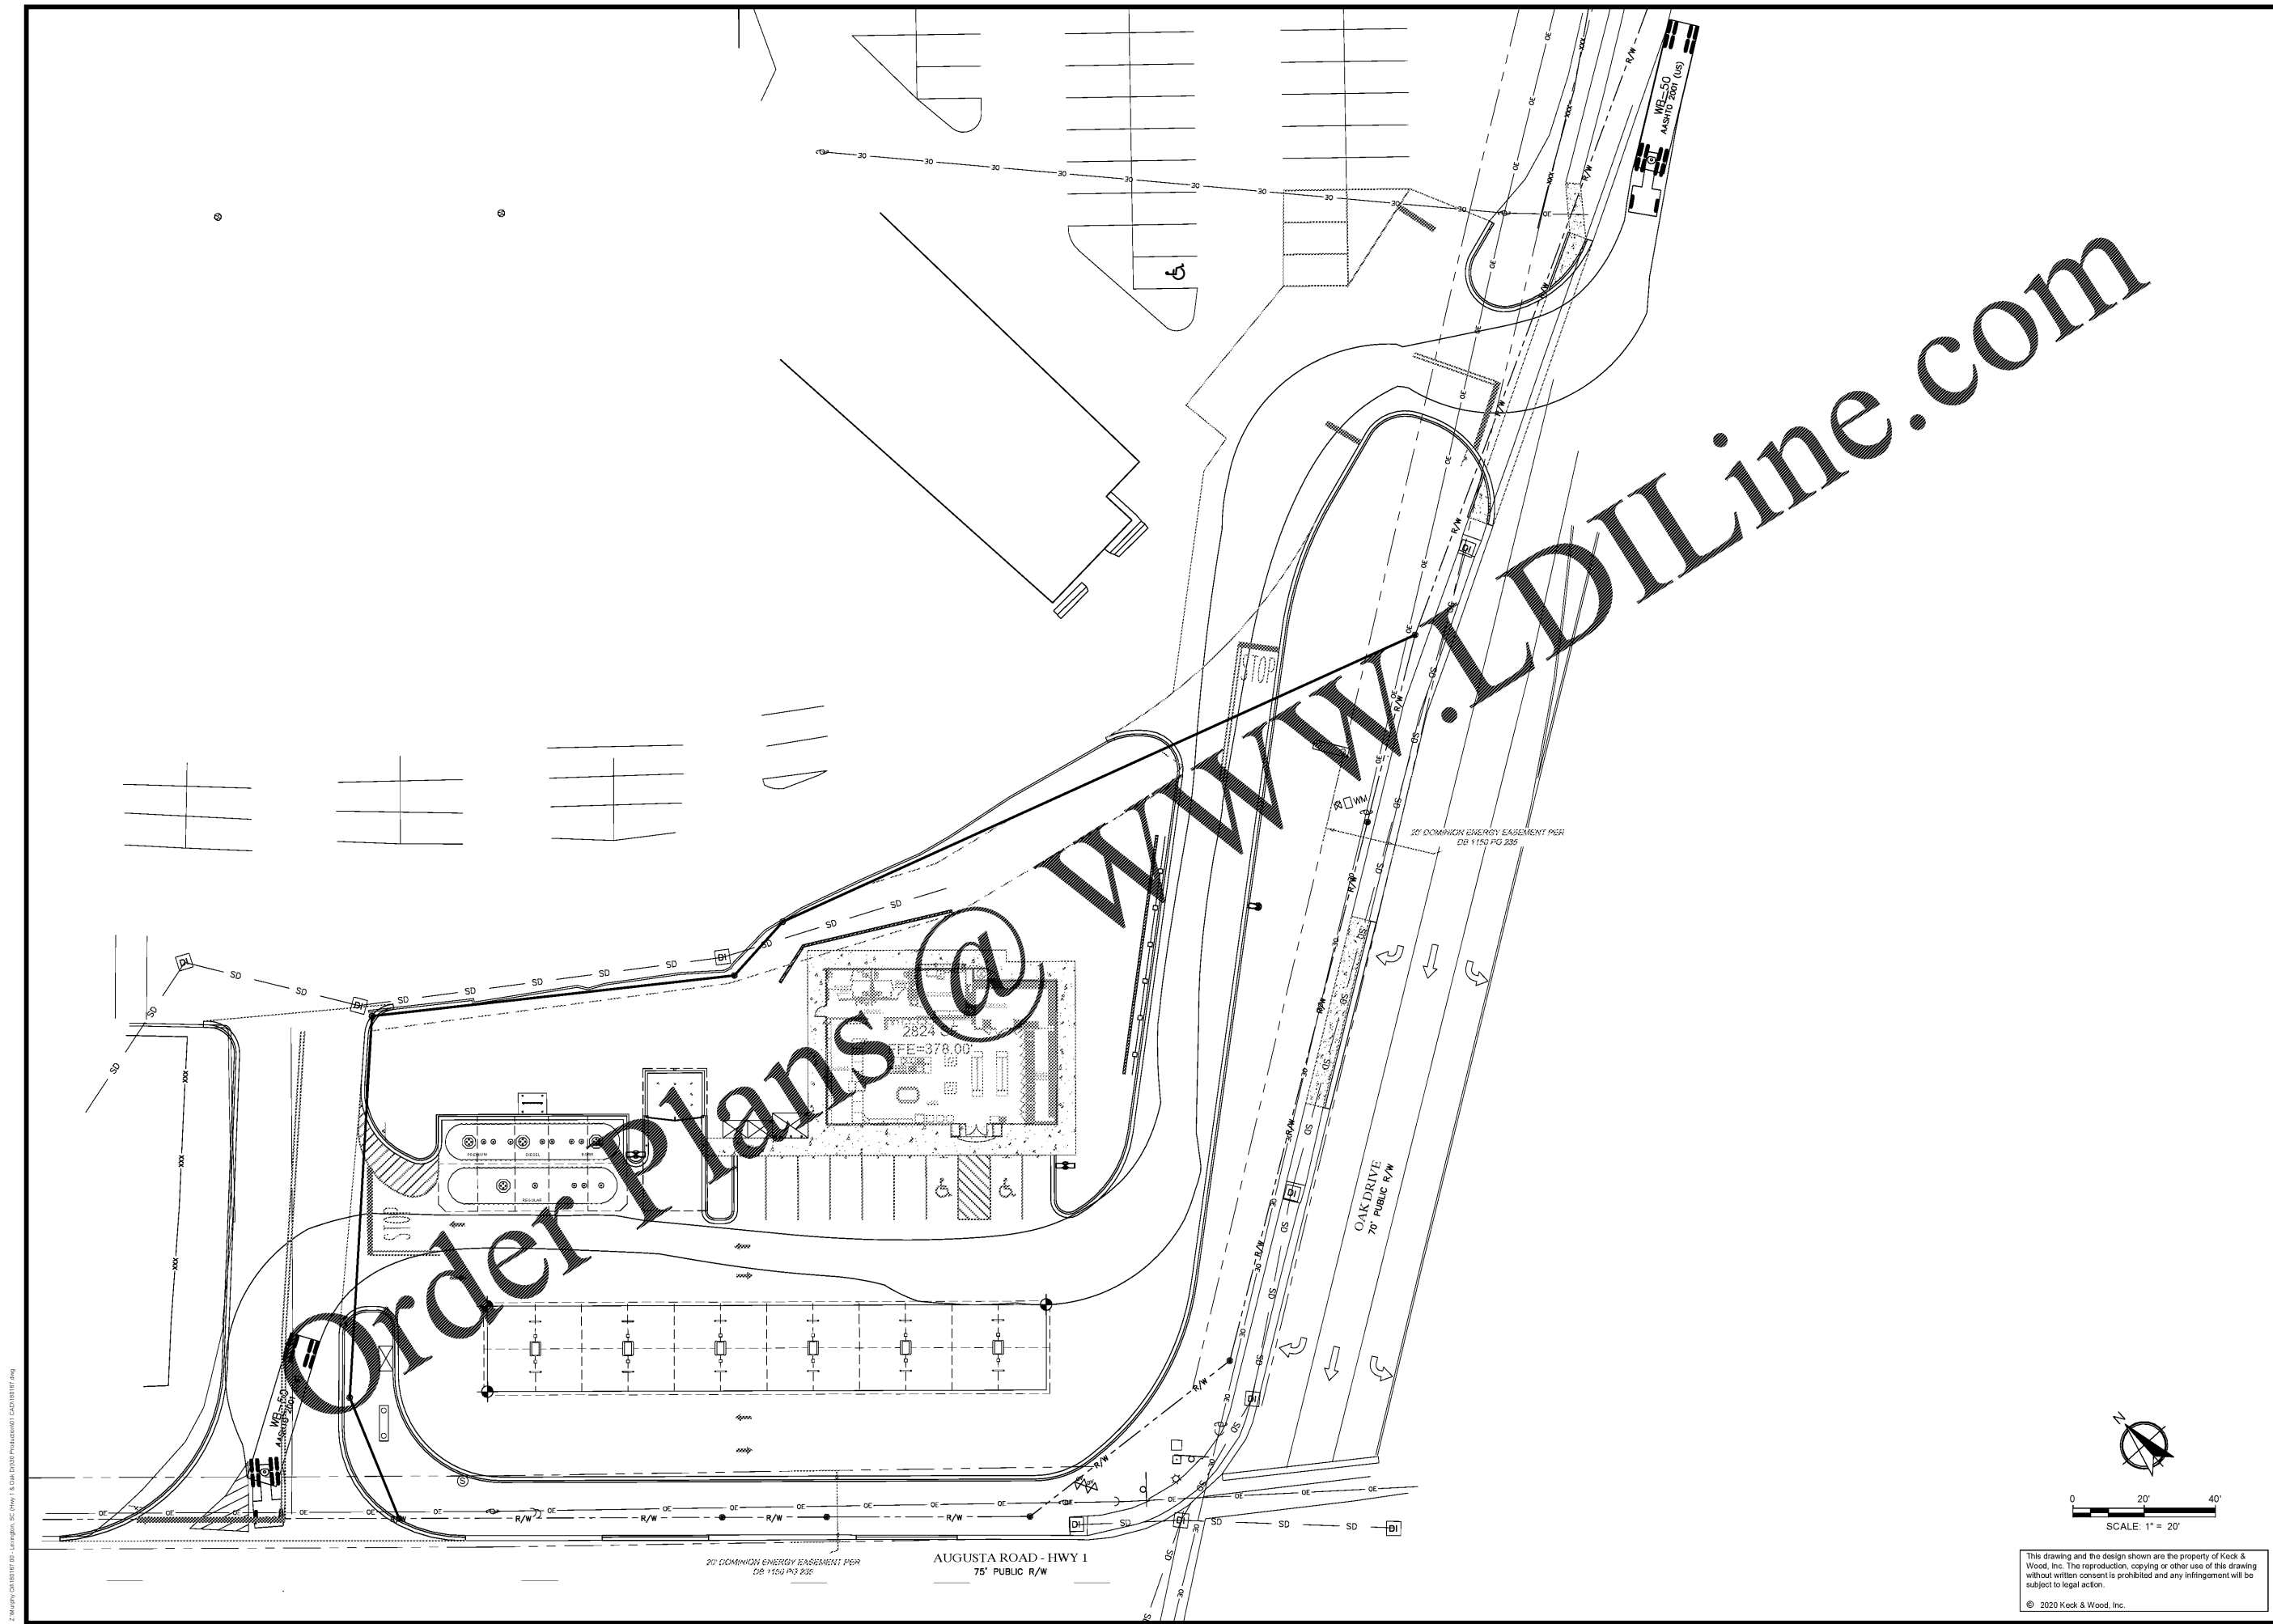 WB-50
AASHTO 2001 (US)
Order Plans @ www.LDILine.com
STOP
WM
20' DOMINION ENERGY EASEMENT PER
DB 1150 PG 235
2824 SF
FFE=378.00'
PREMIUM
DIESEL
REGULAR
STOP
OAK DRIVE
70' PUBLIC R/W
WB-50
20' DOMINION ENERGY EASEMENT PER
DB 1150 PG 235
AUGUSTA ROAD - HWY 1
75' PUBLIC R/W
N
0 20' 40'
SCALE: 1" = 20'
This drawing and the design shown are the property of Keck &
Wood, Inc. The reproduction, copying or other use of this drawing
without written consent is prohibited and any infringement will be
subject to legal action.
© 2020 Keck & Wood, Inc.